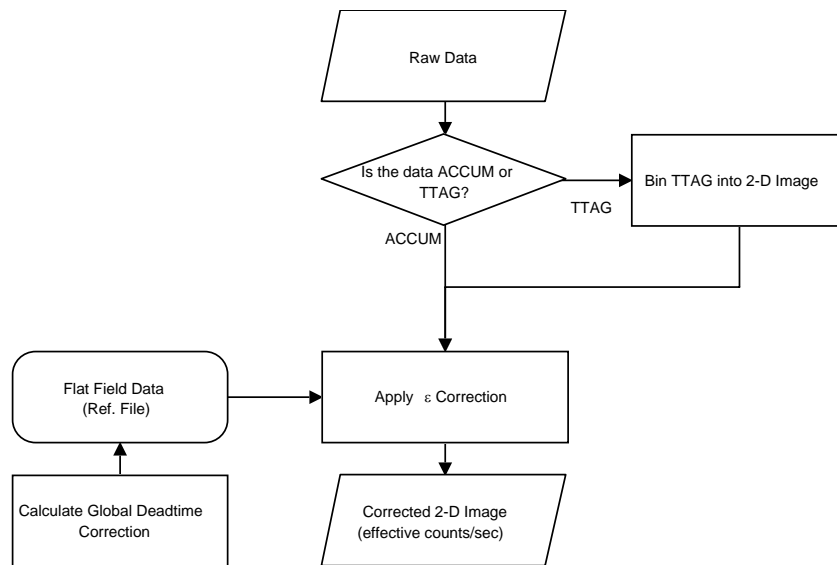 Raw Data
Is the data ACCUM or
TTAG?
Bin TTAG into 2-D Image
TTAG
ACCUM
Flat Field Data
(Ref. File)
Apply ε Correction
Calculate Global Deadtime
Correction
Corrected 2-D Image
(effective counts/sec)